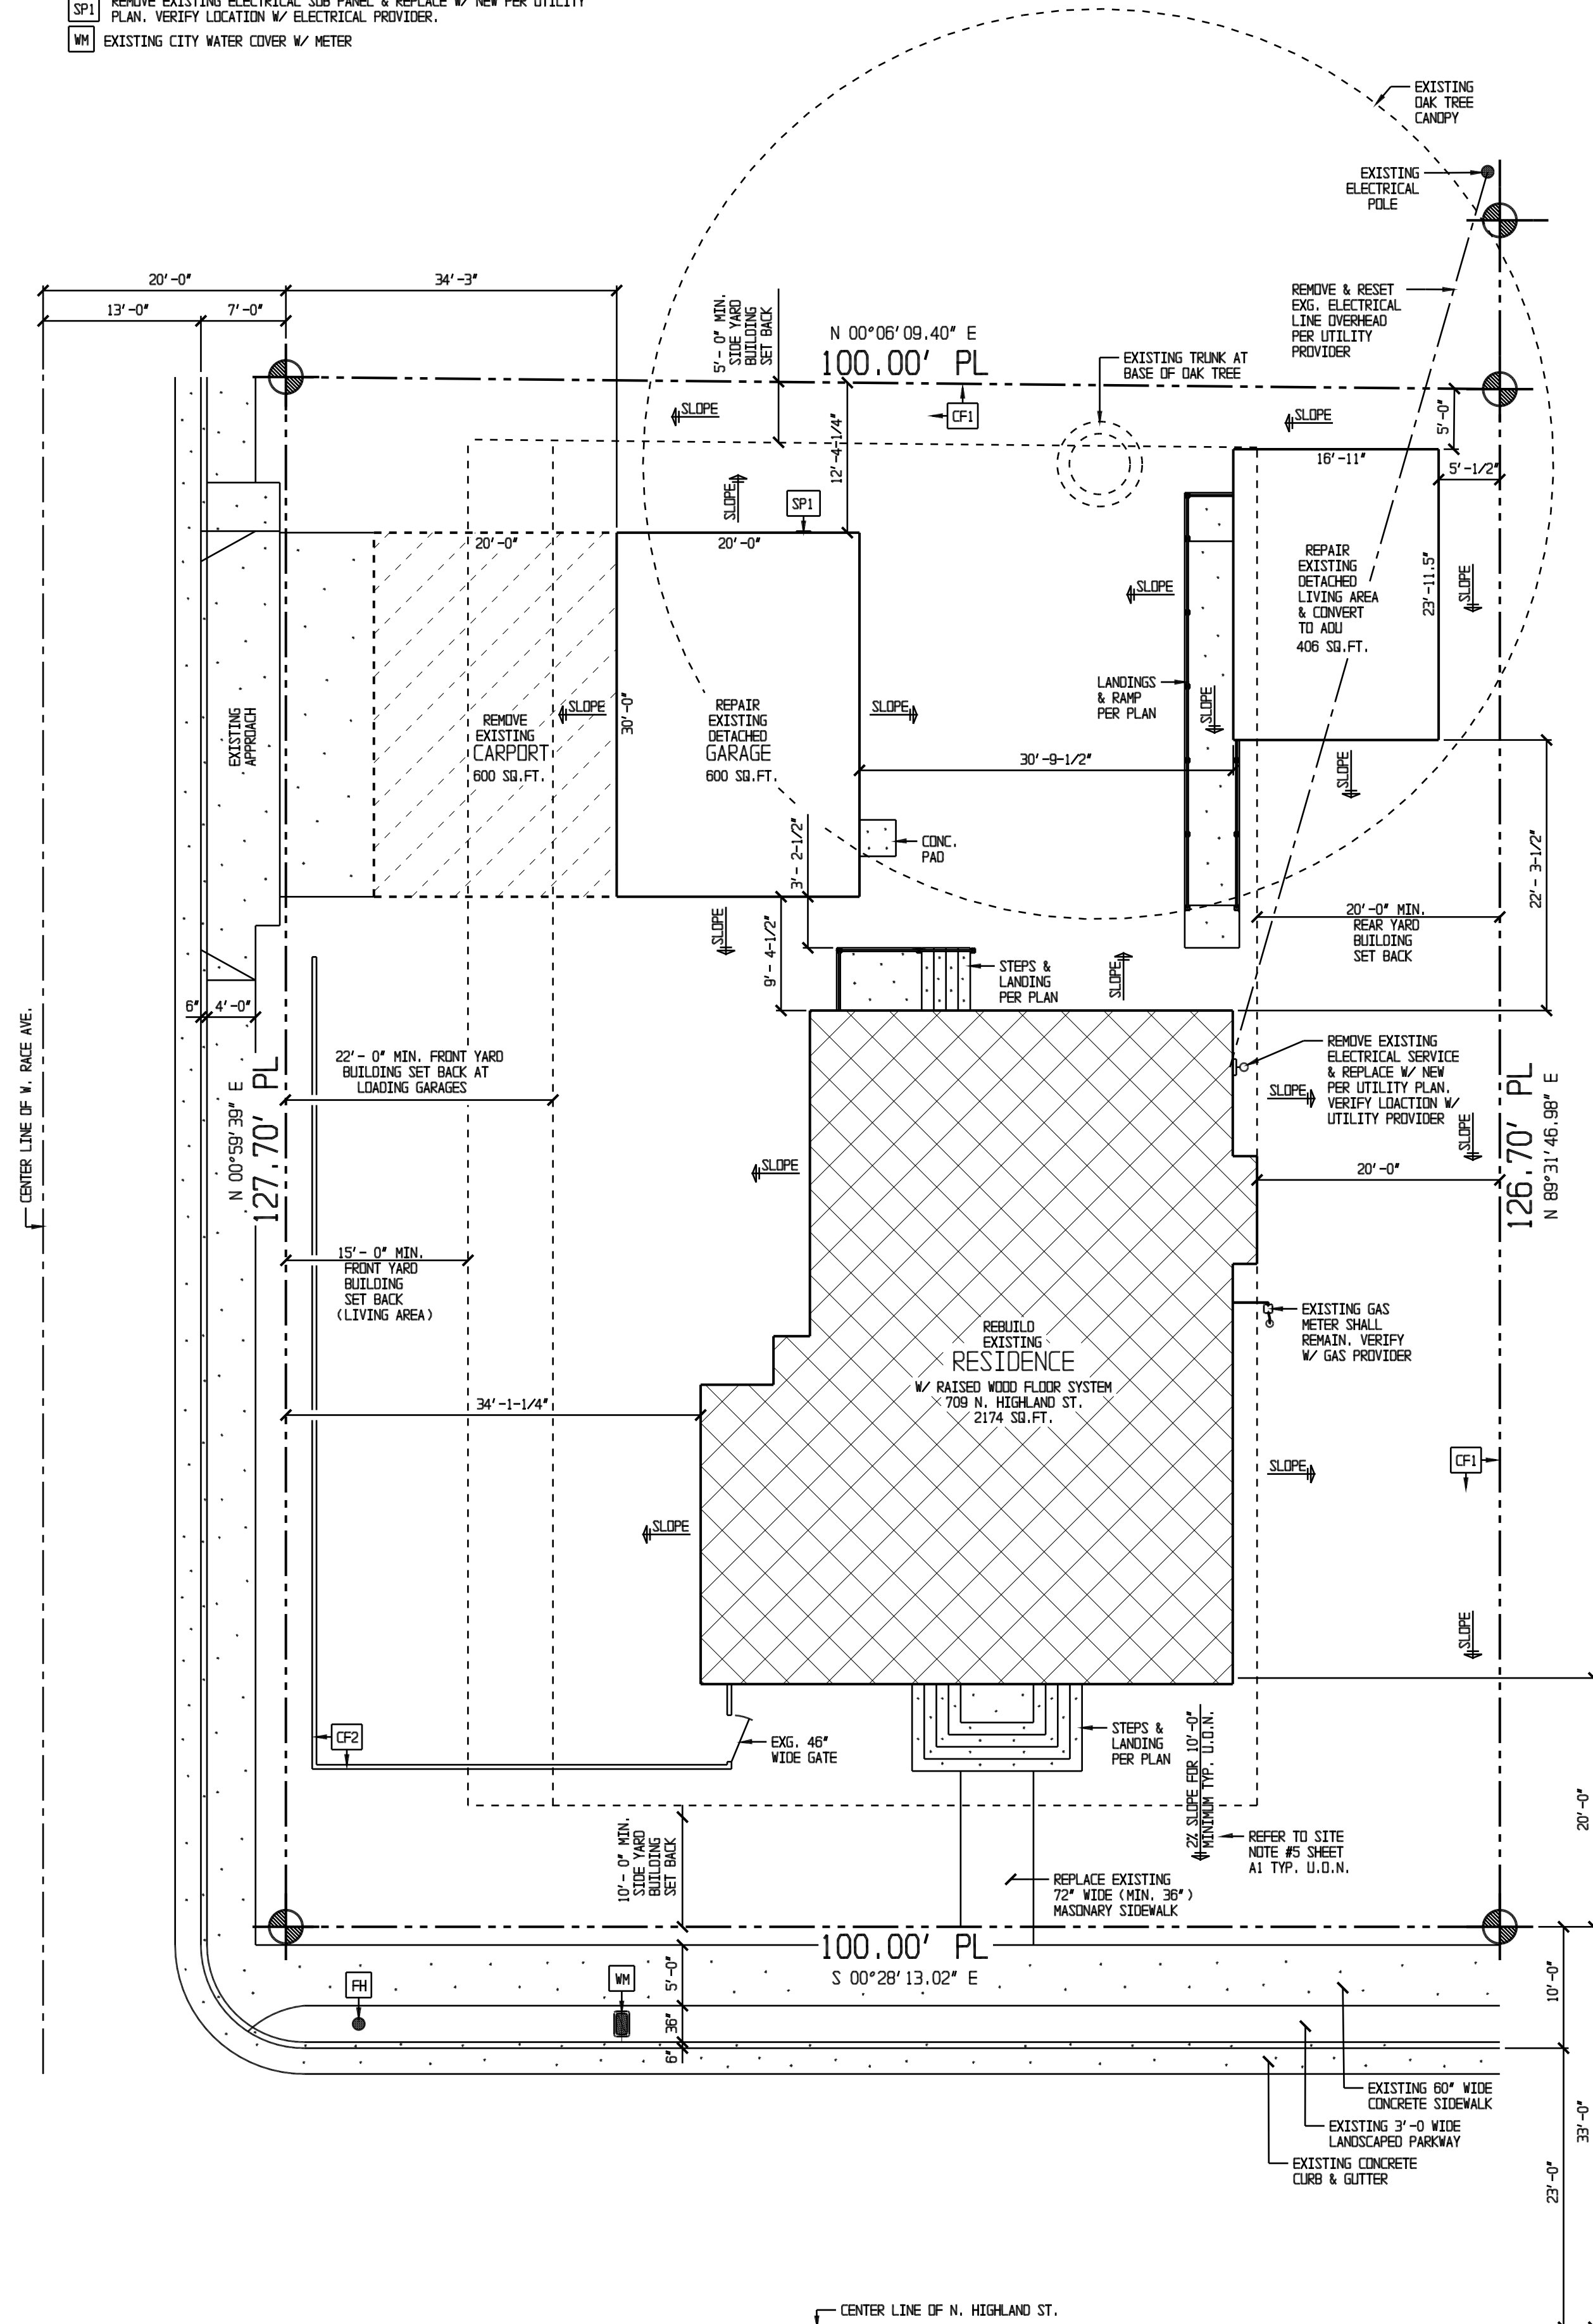 SP1
REMOVE EXISTING ELECTRICAL SUB PANEL & REPLACE W/ NEW PER UTILITY
PLAN. VERIFY LOCATION W/ ELECTRICAL PROVIDER.
WM
EXISTING CITY WATER COVER W/ METER
EXISTING
OAK TREE
CANOPY
EXISTING
ELECTRICAL
POLE
20'-0"
34'-3"
13'-0"
7'-0"
5'- 0" MIN.
SIDE YARD
BUILDING
SET BACK
N 00°06'09.40" E
100.00' PL
REMOVE & RESET
EXG. ELECTRICAL
LINE OVERHEAD
PER UTILITY
PROVIDER
EXISTING TRUNK AT
BASE OF OAK TREE
SLOPE
CF1
SLOPE
5'-0"
12'-4-1/4"
16'-11"
5'-1/2"
SLOPE
SP1
20'-0"
20'-0"
REPAIR
EXISTING
DETACHED
LIVING AREA
& CONVERT
TO ADU
406 SQ.FT.
23'-11.5"
SLOPE
SLOPE
EXISTING
APPROACH
REMOVE
EXISTING
CARPORT
600 SQ.FT.
SLOPE
30'-0"
REPAIR
EXISTING
DETACHED
GARAGE
600 SQ.FT.
SLOPE
LANDINGS
& RAMP
PER PLAN
SLOPE
30'-9-1/2"
SLOPE
3'- 2-1/2"
CONC.
PAD
22'- 3-1/2"
SLOPE
9'- 4-1/2"
20'-0" MIN.
REAR YARD
BUILDING
SET BACK
STEPS &
LANDING
PER PLAN
SLOPE
6"
4'-0"
CENTER LINE OF W. RACE AVE.
22'- 0" MIN. FRONT YARD
BUILDING SET BACK AT
LOADING GARAGES
REMOVE EXISTING
ELECTRICAL SERVICE
& REPLACE W/ NEW
PER UTILITY PLAN.
VERIFY LOACTION W/
UTILITY PROVIDER
SLOPE
SLOPE
N 00°59'39" E
127.70' PL
126.70' PL
N 89°31'46.98" E
SLOPE
20'-0"
15'- 0" MIN.
FRONT YARD
BUILDING
SET BACK
(LIVING AREA)
EXISTING GAS
METER SHALL
REMAIN. VERIFY
W/ GAS PROVIDER
REBUILD
EXISTING
RESIDENCE
W/ RAISED WOOD FLOOR SYSTEM
709 N. HIGHLAND ST.
2174 SQ.FT.
34'-1-1/4"
SLOPE
CF1
SLOPE
SLOPE
CF2
EXG. 46"
WIDE GATE
STEPS &
LANDING
PER PLAN
2% SLOPE FOR 10'-0"
MINIMUM TYP. U.O.N.
20'-0"
10'- 0" MIN.
SIDE YARD
BUILDING
SET BACK
REFER TO SITE
NOTE #5 SHEET
A1 TYP. U.O.N.
REPLACE EXISTING
72" WIDE (MIN. 36")
MASONARY SIDEWALK
100.00' PL
S 00°28'13.02" E
FH
WM
5'-0"
36"
6"
10'-0"
EXISTING 60" WIDE
CONCRETE SIDEWALK
EXISTING 3'-0 WIDE
LANDSCAPED PARKWAY
EXISTING CONCRETE
CURB & GUTTER
33'-0"
23'-0"
CENTER LINE OF N. HIGHLAND ST.